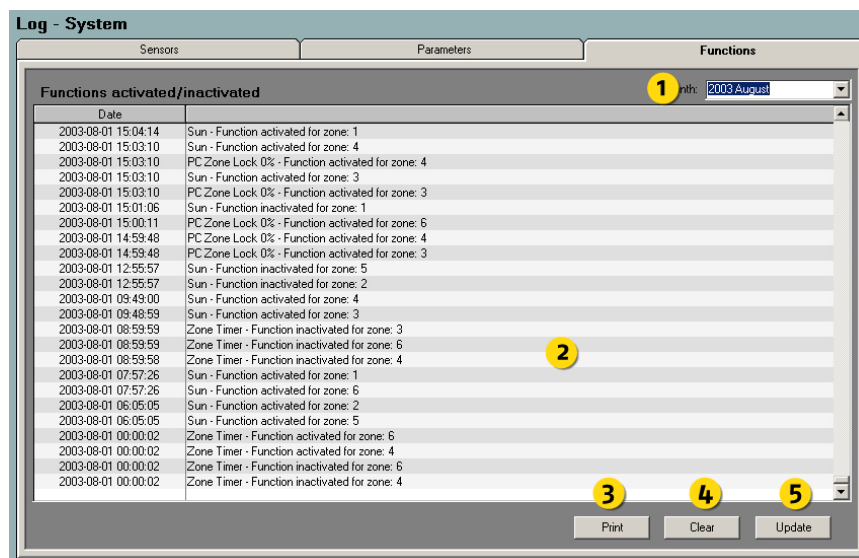 Log - System
Sensors Parameters Functions
Functions activated/inactivated 1 nth: 2003 August
Date
2003-08-01 15:04:14 Sun - Function activated for zone: 1
2003-08-01 15:03:10 Sun - Function activated for zone: 4
2003-08-01 15:03:10 PC Zone Lock 0% - Function activated for zone: 4
2003-08-01 15:03:10 Sun - Function activated for zone: 3
2003-08-01 15:03:10 PC Zone Lock 0% - Function activated for zone: 3
2003-08-01 15:01:06 Sun - Function inactivated for zone: 1
2003-08-01 15:00:11 PC Zone Lock 0% - Function activated for zone: 6
2003-08-01 14:59:48 PC Zone Lock 0% - Function activated for zone: 4
2003-08-01 14:59:48 PC Zone Lock 0% - Function activated for zone: 3
2003-08-01 12:55:57 Sun - Function inactivated for zone: 5
2003-08-01 12:55:57 Sun - Function inactivated for zone: 2
2003-08-01 09:49:00 Sun - Function activated for zone: 4
2003-08-01 09:48:59 Sun - Function activated for zone: 3
2003-08-01 08:59:59 Zone Timer - Function inactivated for zone: 3
2003-08-01 08:59:59 Zone Timer - Function inactivated for zone: 6
2003-08-01 08:59:58 Zone Timer - Function inactivated for zone: 4
2
2003-08-01 07:57:26 Sun - Function activated for zone: 1
2003-08-01 07:57:26 Sun - Function activated for zone: 6
2003-08-01 06:05:05 Sun - Function activated for zone: 2
2003-08-01 06:05:05 Sun - Function activated for zone: 5
2003-08-01 00:00:02 Zone Timer - Function activated for zone: 6
2003-08-01 00:00:02 Zone Timer - Function activated for zone: 4
2003-08-01 00:00:02 Zone Timer - Function inactivated for zone: 6
2003-08-01 00:00:02 Zone Timer - Function inactivated for zone: 4
3 4 5
Print Clear Update